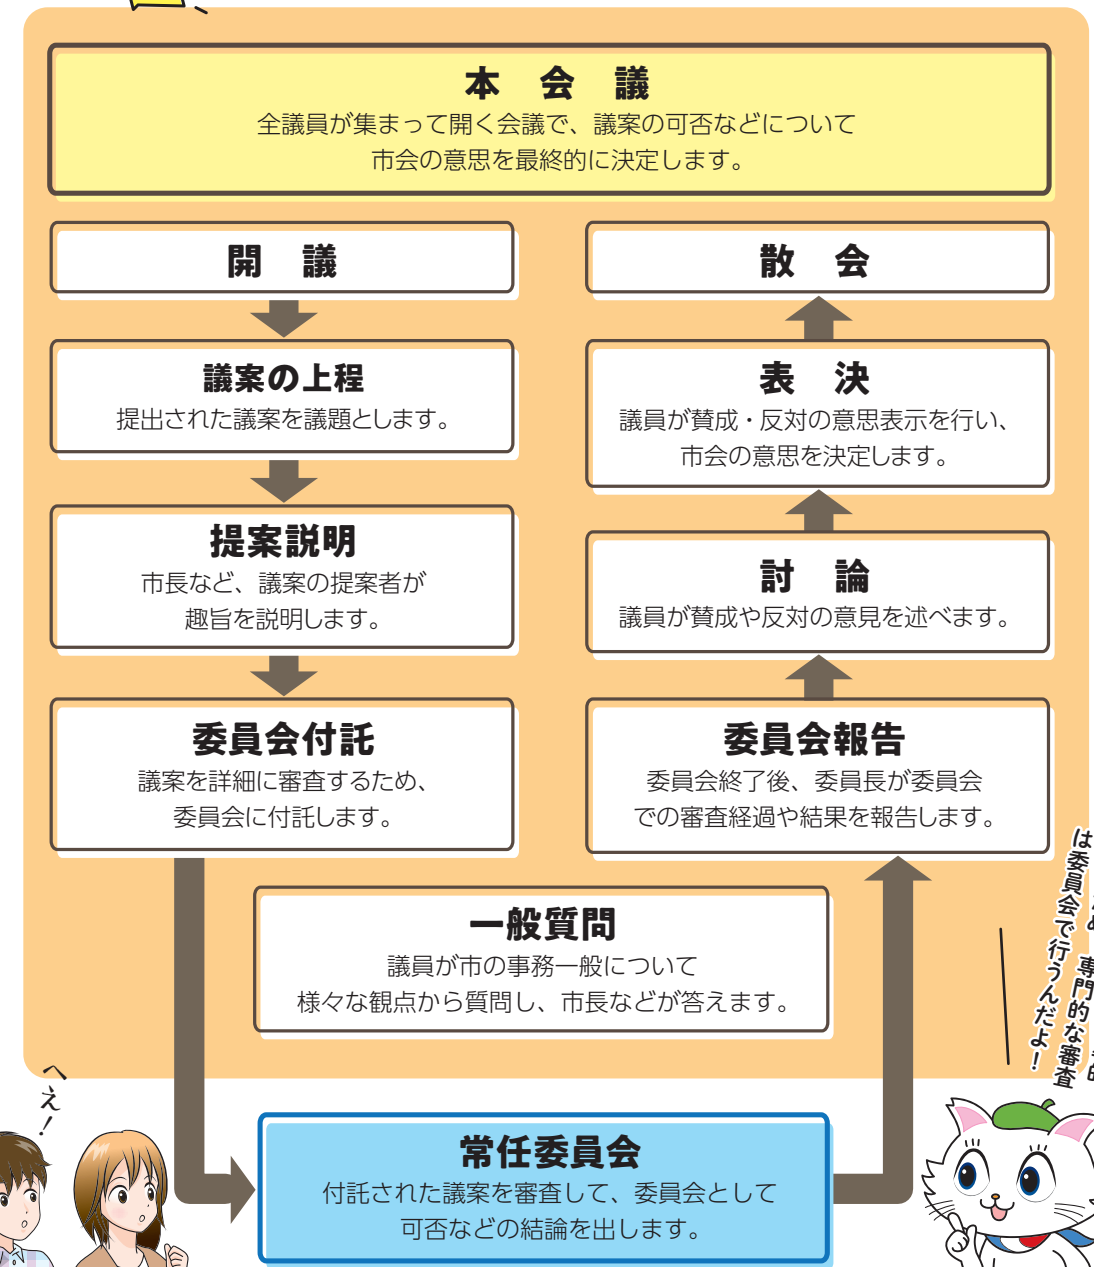 本会議
全議員が集まって開く会議で、議案の可否などについて
市会の意思を最終的に決定します。
開議
議案の上程
提出された議案を議題とします。
提案説明
市長など、議案の提案者が
趣旨を説明します。
委員会付託
議案を詳細に審査するため、
委員会に付託します。
一般質問
議員が市の事務一般について
様々な観点から質問し、市長などが答えます。
常任委員会
付託された議案を審査して、委員会として
可否などの結論を出します。
委員会報告
委員会終了後、委員長が委員会
での審査経過や結果を報告します。
討論
議員が賛成や反対の意見を述べます。
表決
議員が賛成・反対の意思表示を行い、
市会の意思を決定します。
散会
へえ!
専門的な審査
は委員会で行うんだよ!